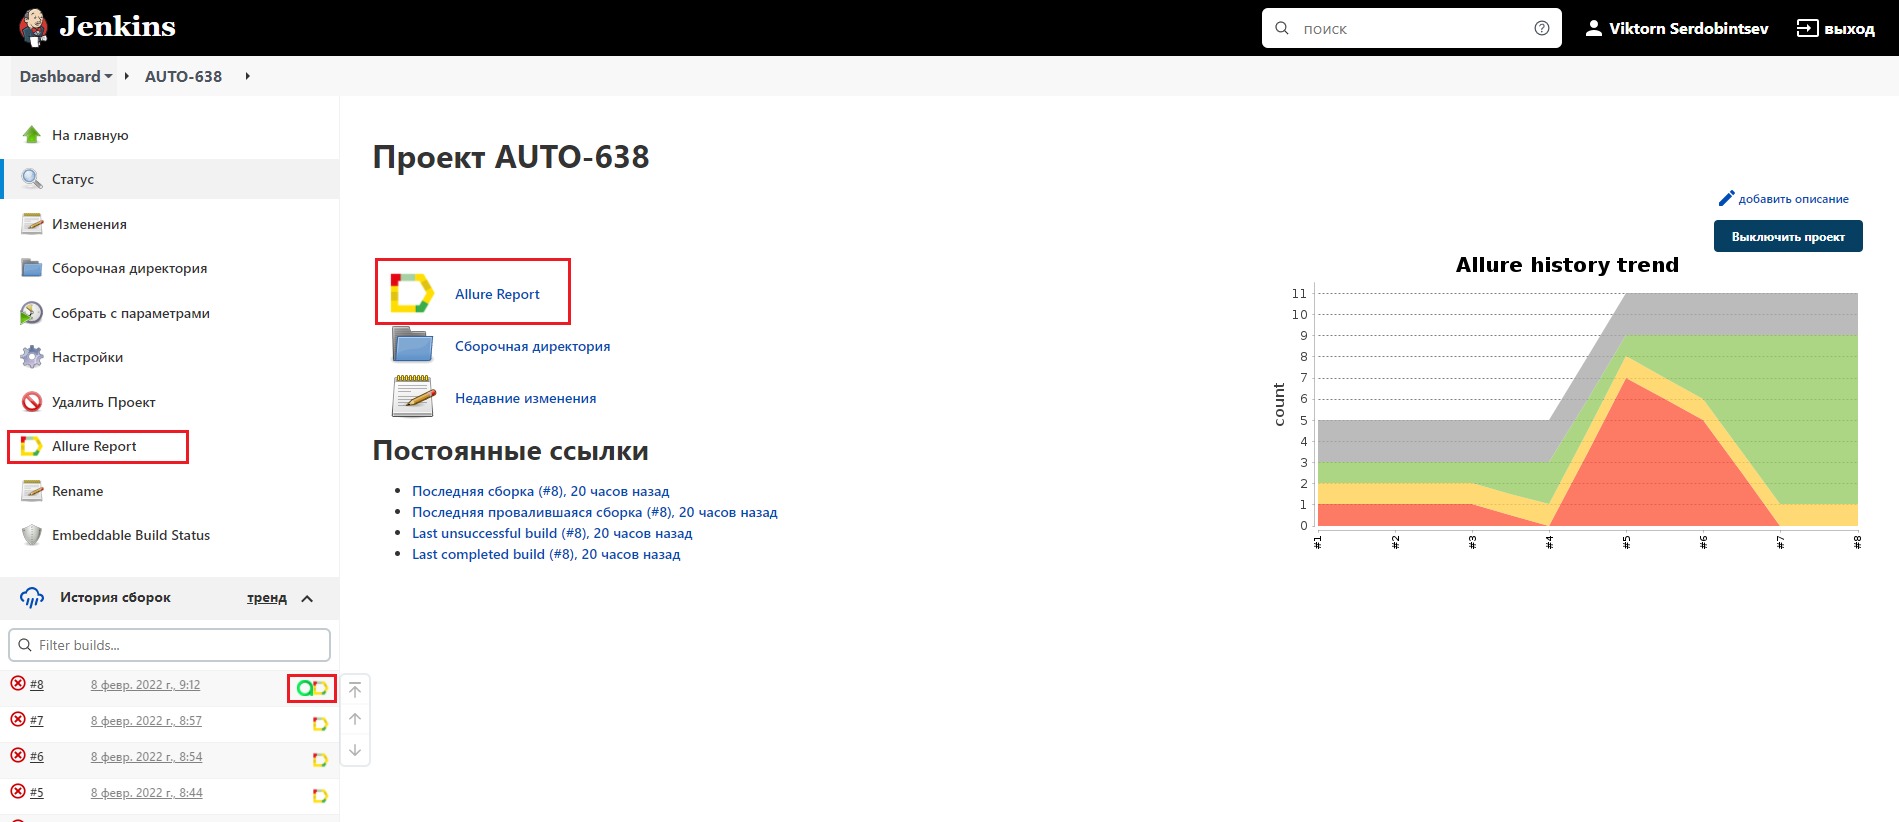 Jenkins
поиск
Viktorn Serdobintsev
выход
Dashboard
AUTO-638
На главную
Статус
Изменения
Сборочная директория
Собрать с параметрами
Настройки
Удалить Проект
Allure Report
Rename
Embeddable Build Status
История сборок
тренд
Filter builds...
#8 8 февр. 2022 г., 9:12
#7 8 февр. 2022 г., 8:57
#6 8 февр. 2022 г., 8:54
#5 8 февр. 2022 г., 8:44
Проект AUTO-638
добавить описание
Выключить проект
Allure Report
Сборочная директория
Недавние изменения
Постоянные ссылки
Последняя сборка (#8), 20 часов назад
Последняя провалившаяся сборка (#8), 20 часов назад
Last unsuccessful build (#8), 20 часов назад
Last completed build (#8), 20 часов назад
Allure history trend
count
11
10
9
8
7
6
5
4
3
2
1
0
#1
#2
#3
#4
#5
#6
#7
#8